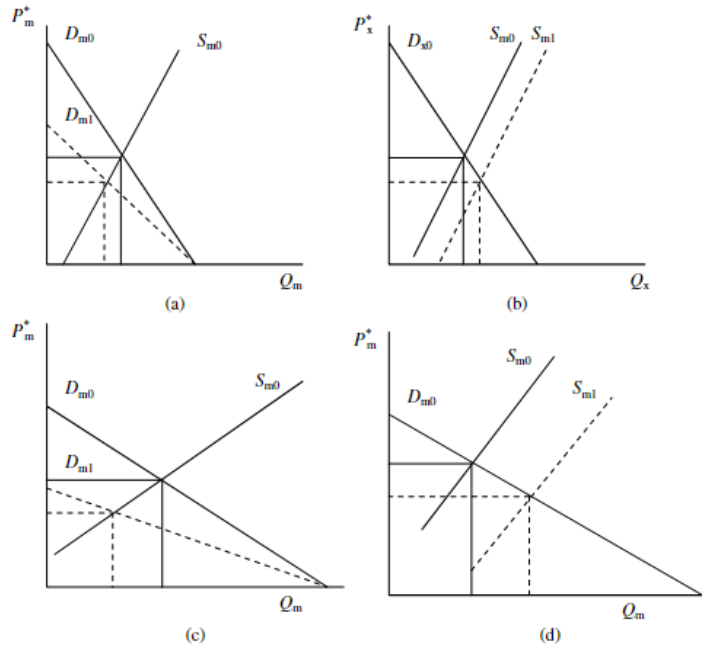 P*m
Dm0
Sm0
Dm1
Qm
(a)
P*x
Dx0
Sm0
Sm1
Qx
(b)
P*m
Dm0
Sm0
Dm1
Qm
(c)
P*m
Sm0
Dm0
Sm1
Qm
(d)